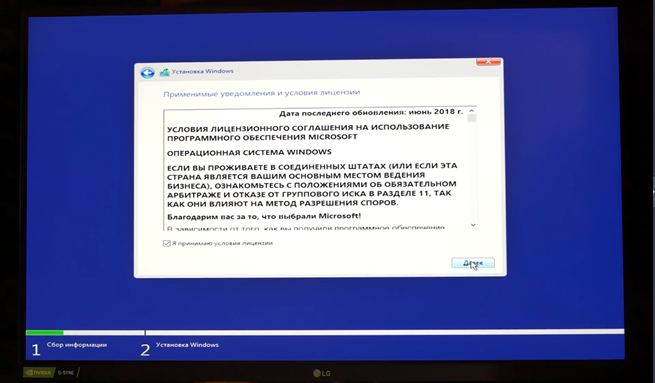 Установка Windows
Применимые уведомления и условия лицензии
Дата последнего обновления: июнь 2018 г.
УСЛОВИЯ ЛИЦЕНЗИОННОГО СОГЛАШЕНИЯ НА ИСПОЛЬЗОВАНИЕ
ПРОГРАММНОГО ОБЕСПЕЧЕНИЯ MICROSOFT
ОПЕРАЦИОННАЯ СИСТЕМА WINDOWS
ЕСЛИ ВЫ ПРОЖИВАЕТЕ В СОЕДИНЕННЫХ ШТАТАХ (ИЛИ ЕСЛИ ЭТА
СТРАНА ЯВЛЯЕТСЯ ВАШИМ ОСНОВНЫМ МЕСТОМ ВЕДЕНИЯ
БИЗНЕСА), ОЗНАКОМЬТЕСЬ С ПОЛОЖЕНИЯМИ ОБ ОБЯЗАТЕЛЬНОМ
АРБИТРАЖЕ И ОТКАЗЕ ОТ ГРУППОВОГО ИСКА В РАЗДЕЛЕ 11, ТАК
КАК ОНИ ВЛИЯЮТ НА МЕТОД РАЗРЕШЕНИЯ СПОРОВ.
Благодарим вас за то, что выбрали Microsoft!
В зависимости от того, как вы получили программное обеспечение
Я принимаю условия лицензии
Далее
1 Сбор информации
2 Установка Windows
NVIDIA G-SYNC
LG